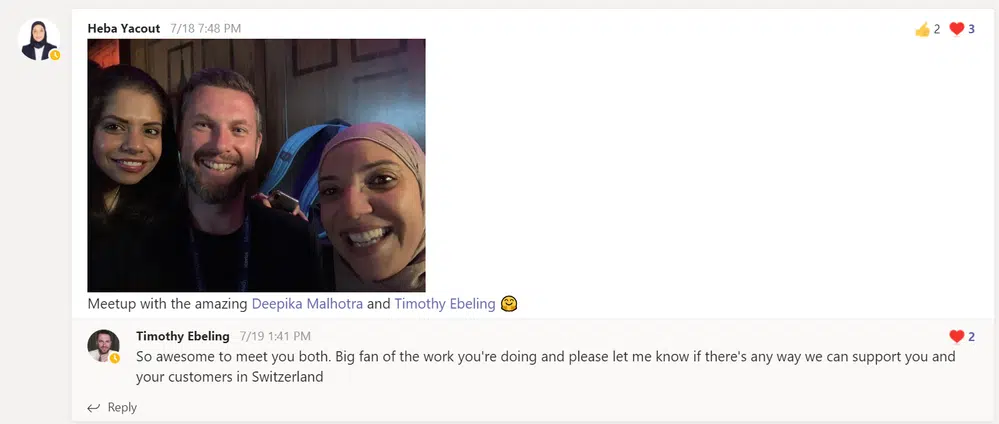 Heba Yacout 7/18 7:48 PM
👍 2 ❤️ 3
Meetup with the amazing Deepika Malhotra and Timothy Ebeling 🤗
Timothy Ebeling 7/19 1:41 PM
❤️ 2
So awesome to meet you both. Big fan of the work you're doing and please let me know if there's any way we can support you and
your customers in Switzerland
Reply